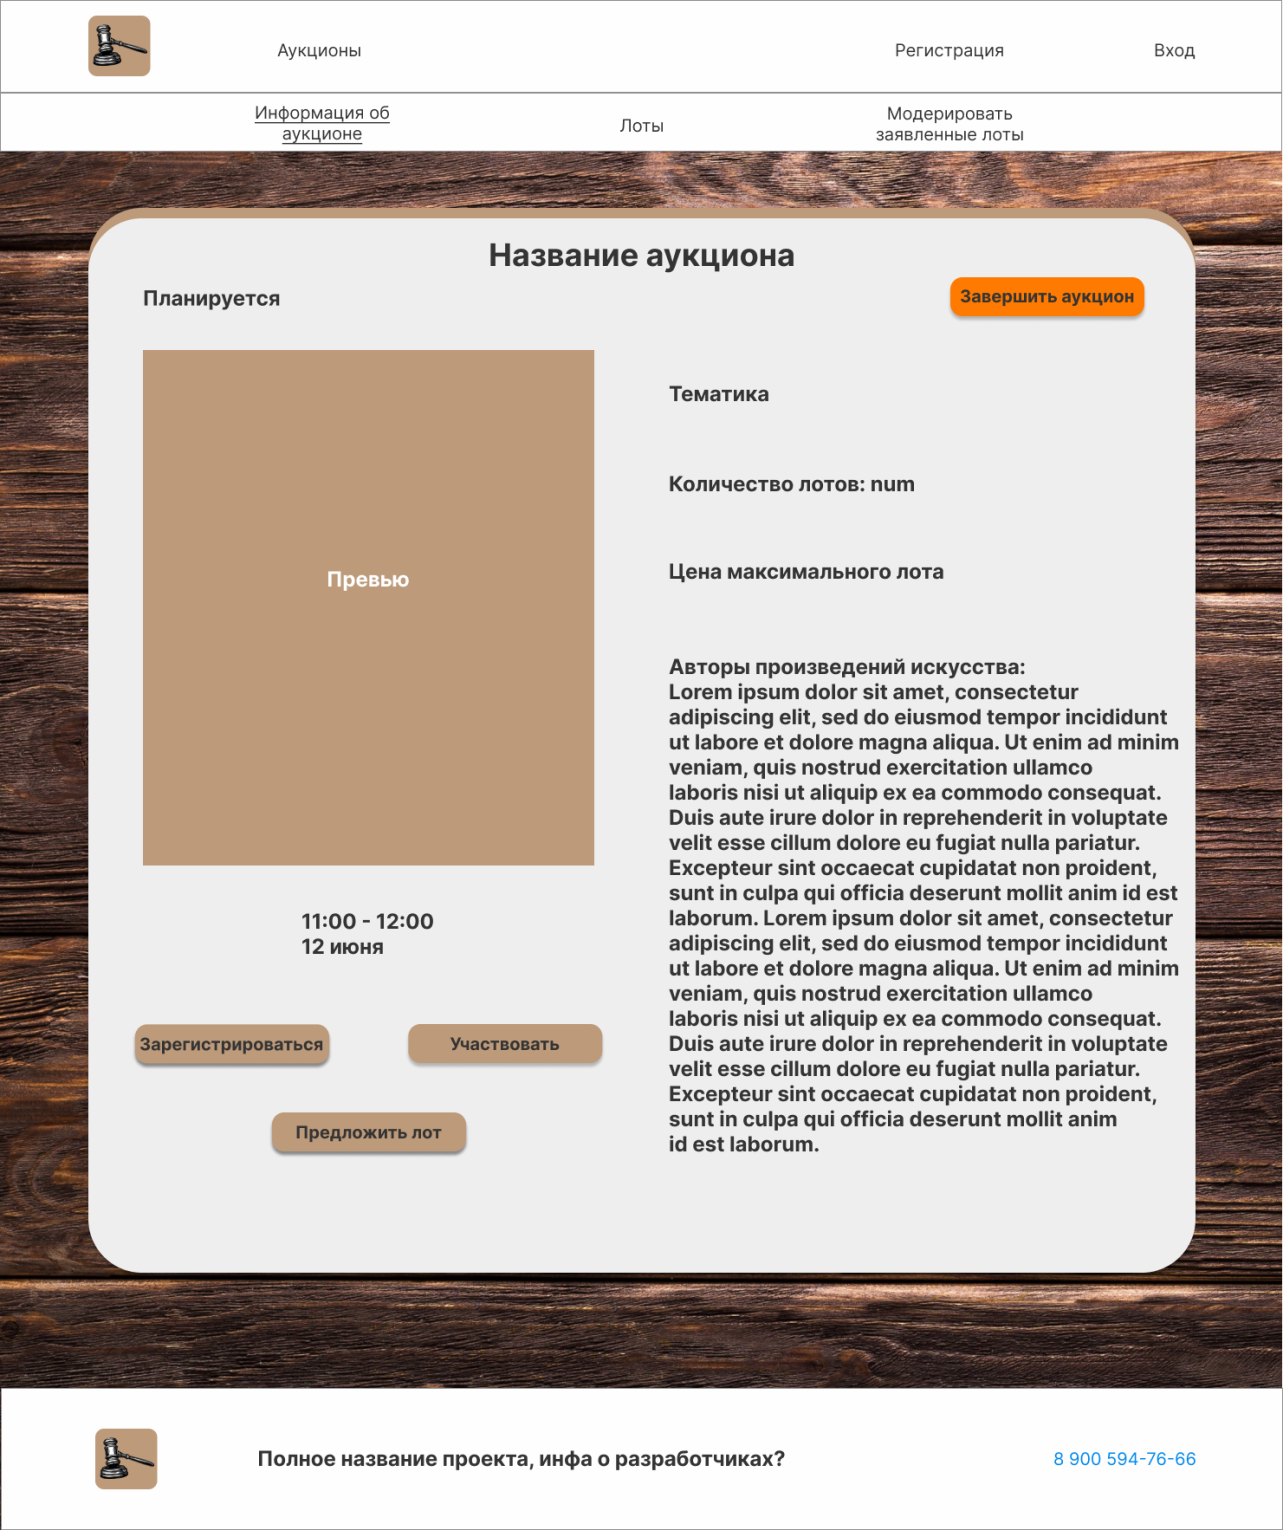 Аукционы
Регистрация
Вход
Информация об
аукционе
Лоты
Модерировать
заявленные лоты
Название аукциона
Планируется
Завершить аукцион
Превью
11:00 - 12:00
12 июня
Зарегистрироваться
Участвовать
Предложить лот
Тематика
Количество лотов: num
Цена максимального лота
Авторы произведений искусства:
Lorem ipsum dolor sit amet, consectetur
adipiscing elit, sed do eiusmod tempor incididunt
ut labore et dolore magna aliqua. Ut enim ad minim
veniam, quis nostrud exercitation ullamco
laboris nisi ut aliquip ex ea commodo consequat.
Duis aute irure dolor in reprehenderit in voluptate
velit esse cillum dolore eu fugiat nulla pariatur.
Excepteur sint occaecat cupidatat non proident,
sunt in culpa qui officia deserunt mollit anim id est
laborum. Lorem ipsum dolor sit amet, consectetur
adipiscing elit, sed do eiusmod tempor incididunt
ut labore et dolore magna aliqua. Ut enim ad minim
veniam, quis nostrud exercitation ullamco
laboris nisi ut aliquip ex ea commodo consequat.
Duis aute irure dolor in reprehenderit in voluptate
velit esse cillum dolore eu fugiat nulla pariatur.
Excepteur sint occaecat cupidatat non proident,
sunt in culpa qui officia deserunt mollit anim
id est laborum.
Полное название проекта, инфа о разработчиках?
8 900 594-76-66